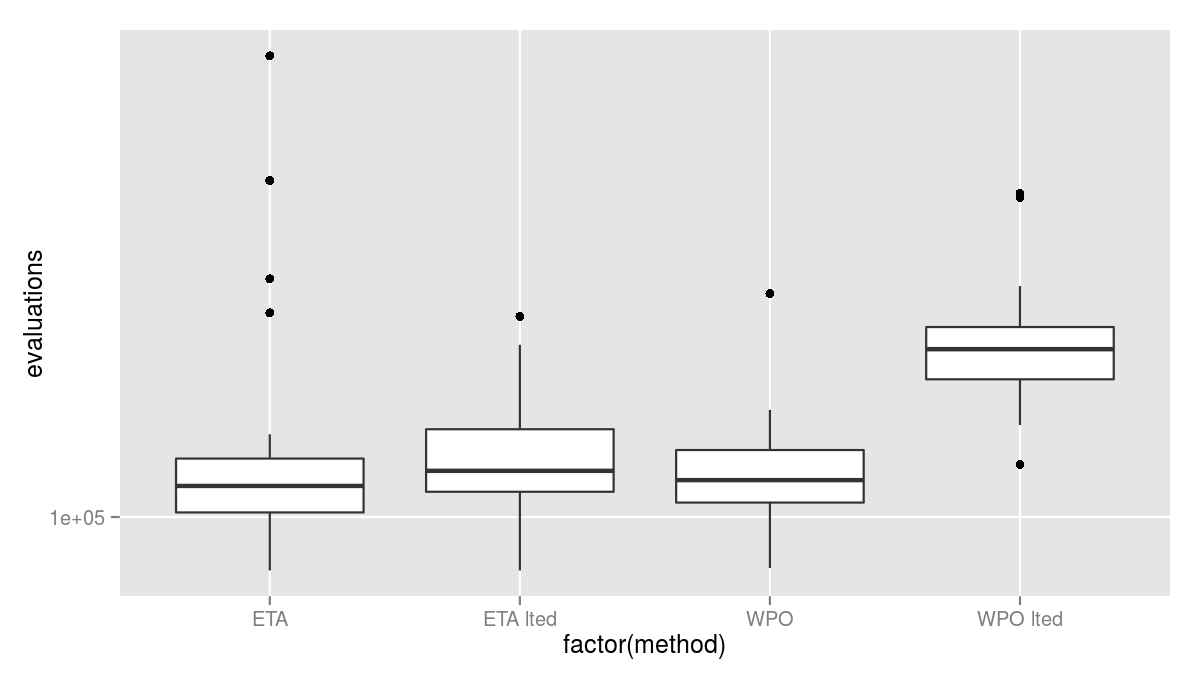 evaluations
1e+05
ETA
ETA lted
WPO
WPO lted
factor(method)